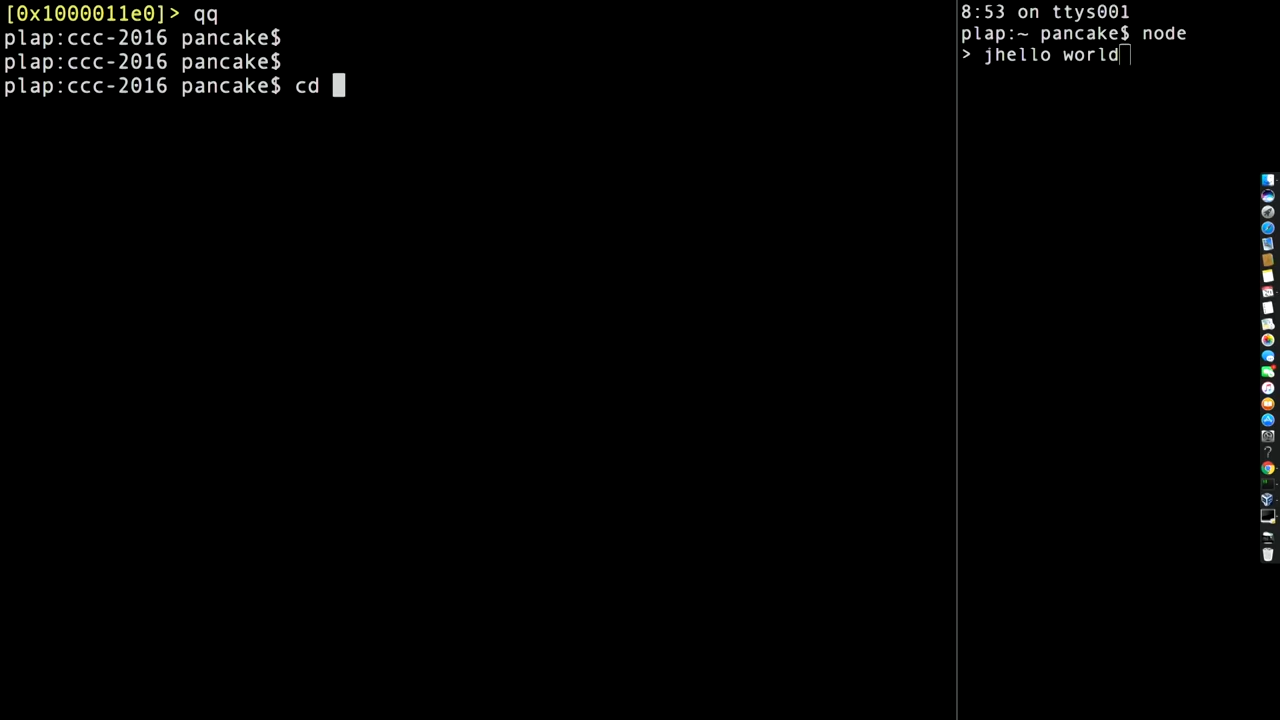 [0x1000011e0]> qq
plap:ccc-2016 pancake$
plap:ccc-2016 pancake$
plap:ccc-2016 pancake$ cd
8:53 on ttys001
plap:~ pancake$ node
> jhello world